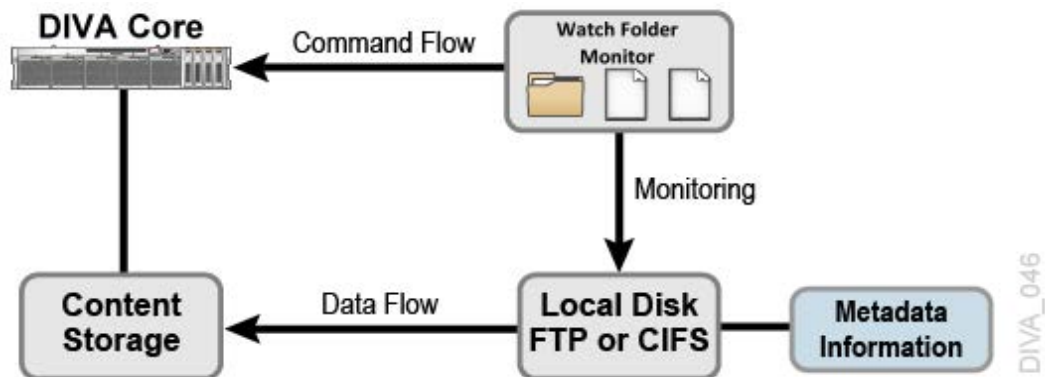 DIVA Core
Command Flow
Watch Folder
Monitor
Monitoring
Content
Storage
Data Flow
Local Disk
FTP or CIFS
Metadata
Information
DIVA_046